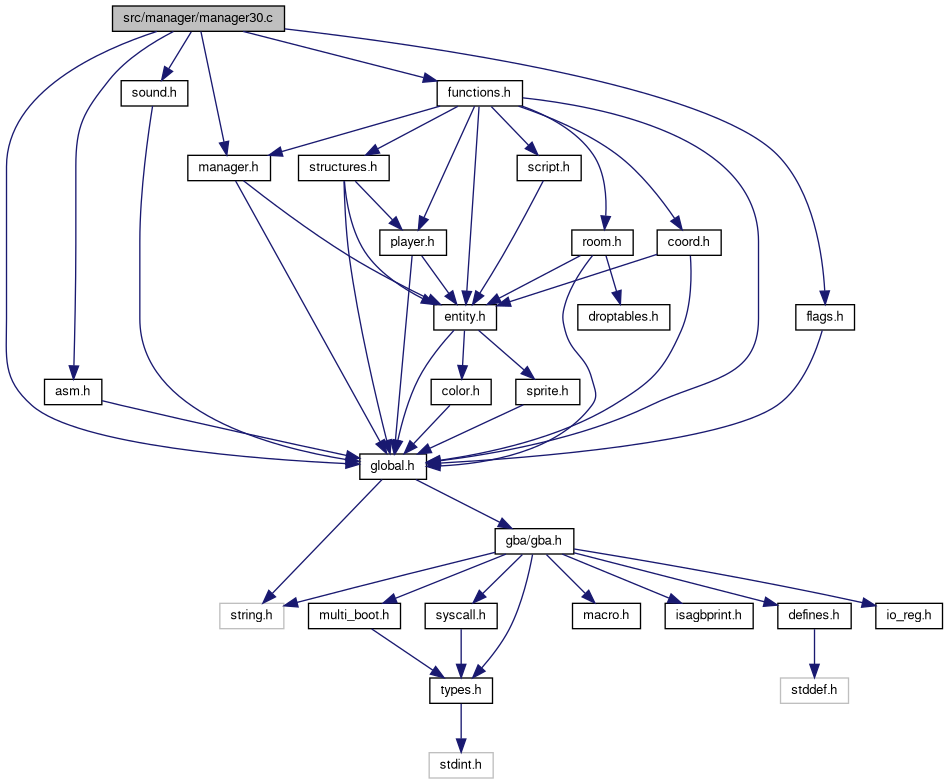 src/manager/manager30.c
sound.h
functions.h
manager.h
structures.h
script.h
player.h
room.h
coord.h
entity.h
droptables.h
flags.h
asm.h
color.h
sprite.h
global.h
gba/gba.h
string.h
multi_boot.h
syscall.h
macro.h
isagbprint.h
defines.h
io_reg.h
types.h
stddef.h
stdint.h